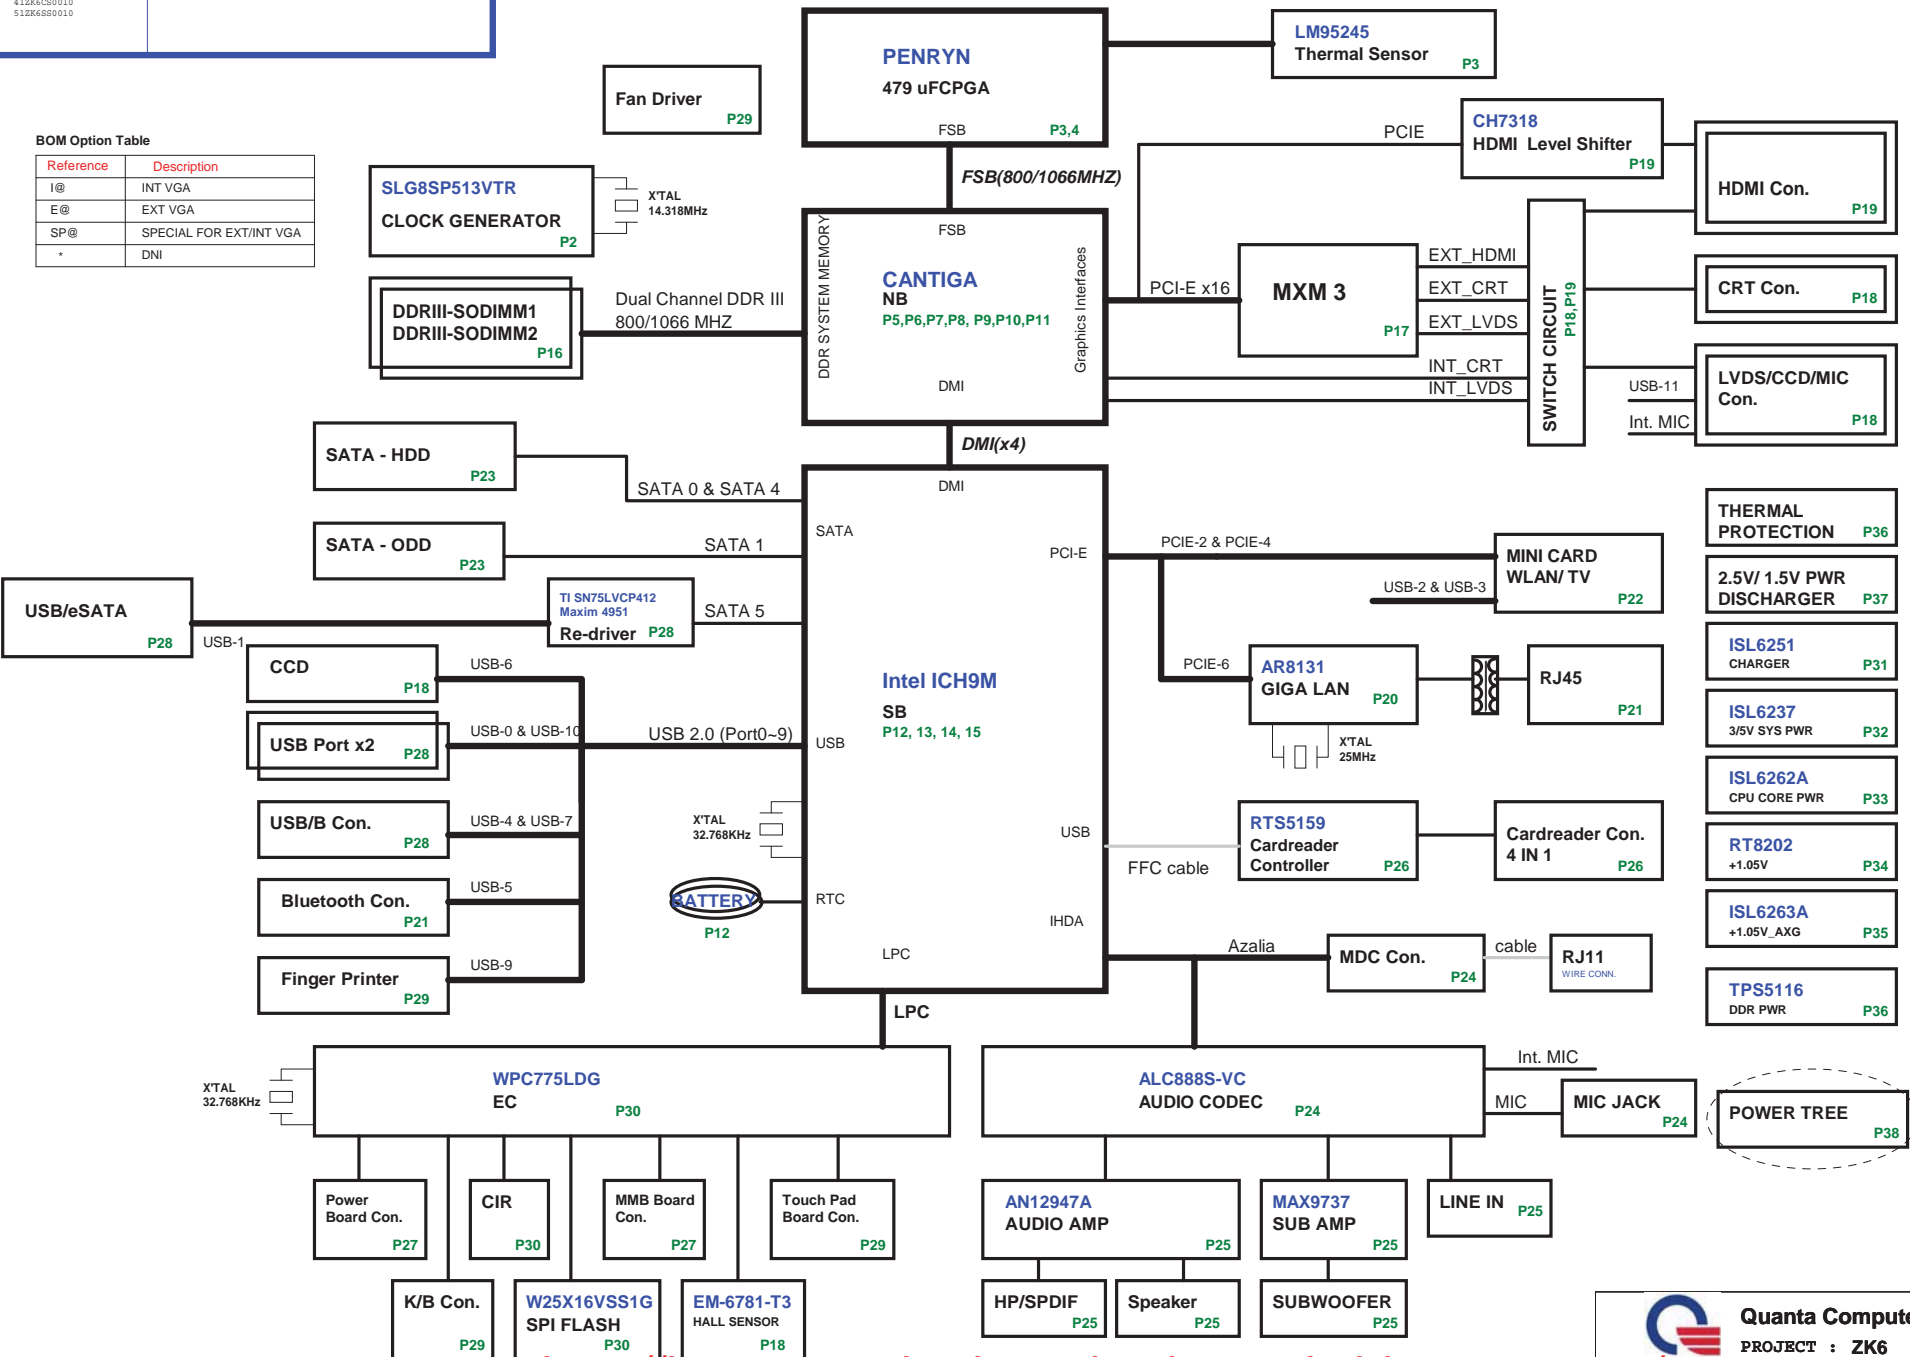 41ZK6CS0010
51ZK6SS0010
BOM Option Table
Reference Description
I@ INT VGA
E@ EXT VGA
SP@ SPECIAL FOR EXT/INT VGA
* DNI
Fan Driver
P29
PENRYN
479 uFCPGA
FSB
P3,4
LM95245
Thermal Sensor
P3
SLG8SP513VTR
CLOCK GENERATOR
P2
X'TAL
14.318MHz
FSB(800/1066MHZ)
PCIE
CH7318
HDMI Level Shifter
P19
HDMI Con.
P19
DDRIII-SODIMM1
DDRIII-SODIMM2
P16
Dual Channel DDR III
800/1066 MHZ
DDR SYSTEM MEMORY
FSB
CANTIGA
NB
P5,P6,P7,P8, P9,P10,P11
Graphics Interfaces
DMI
PCI-E x16
MXM 3
P17
EXT_HDMI
EXT_CRT
EXT_LVDS
INT_CRT
INT_LVDS
SWITCH CIRCUIT
P18,P19
CRT Con.
P18
USB-11
Int. MIC
LVDS/CCD/MIC
Con.
P18
DMI(x4)
SATA - HDD
P23
SATA 0 & SATA 4
SATA - ODD
P23
SATA 1
USB/eSATA
P28
USB-1
TI SN75LVCP412
Maxim 4951
Re-driver P28
SATA 5
DMI
SATA
PCI-E
Intel ICH9M
SB
P12, 13, 14, 15
USB
USB
RTC
IHDA
LPC
CCD
P18
USB-6
USB Port x2
P28
USB-0 & USB-10
USB 2.0 (Port0~9)
USB/B Con.
P28
USB-4 & USB-7
Bluetooth Con.
P21
USB-5
Finger Printer
P29
USB-9
X'TAL
32.768KHz
BATTERY
P12
PCIE-2 & PCIE-4
USB-2 & USB-3
MINI CARD
WLAN/ TV
P22
PCIE-6
AR8131
GIGA LAN
P20
X'TAL
25MHz
RJ45
P21
FFC cable
RTS5159
Cardreader
Controller
P26
Cardreader Con.
4 IN 1
P26
Azalia
MDC Con.
P24
cable
RJ11
WIRE CONN.
THERMAL
PROTECTION P36
2.5V/ 1.5V PWR
DISCHARGER P37
ISL6251
CHARGER P31
ISL6237
3/5V SYS PWR P32
ISL6262A
CPU CORE PWR P33
RT8202
+1.05V P34
ISL6263A
+1.05V_AXG P35
TPS5116
DDR PWR P36
LPC
X'TAL
32.768KHz
WPC775LDG
EC
P30
ALC888S-VC
AUDIO CODEC
P24
Int. MIC
MIC
MIC JACK
P24
POWER TREE
P38
Power
Board Con.
P27
CIR
P30
MMB Board
Con.
P27
Touch Pad
Board Con.
P29
AN12947A
AUDIO AMP
P25
MAX9737
SUB AMP
P25
LINE IN P25
K/B Con.
P29
W25X16VSS1G
SPI FLASH
P30
EM-6781-T3
HALL SENSOR
P18
HP/SPDIF
P25
Speaker
P25
SUBWOOFER
P25
Quanta Compute
PROJECT : ZK6